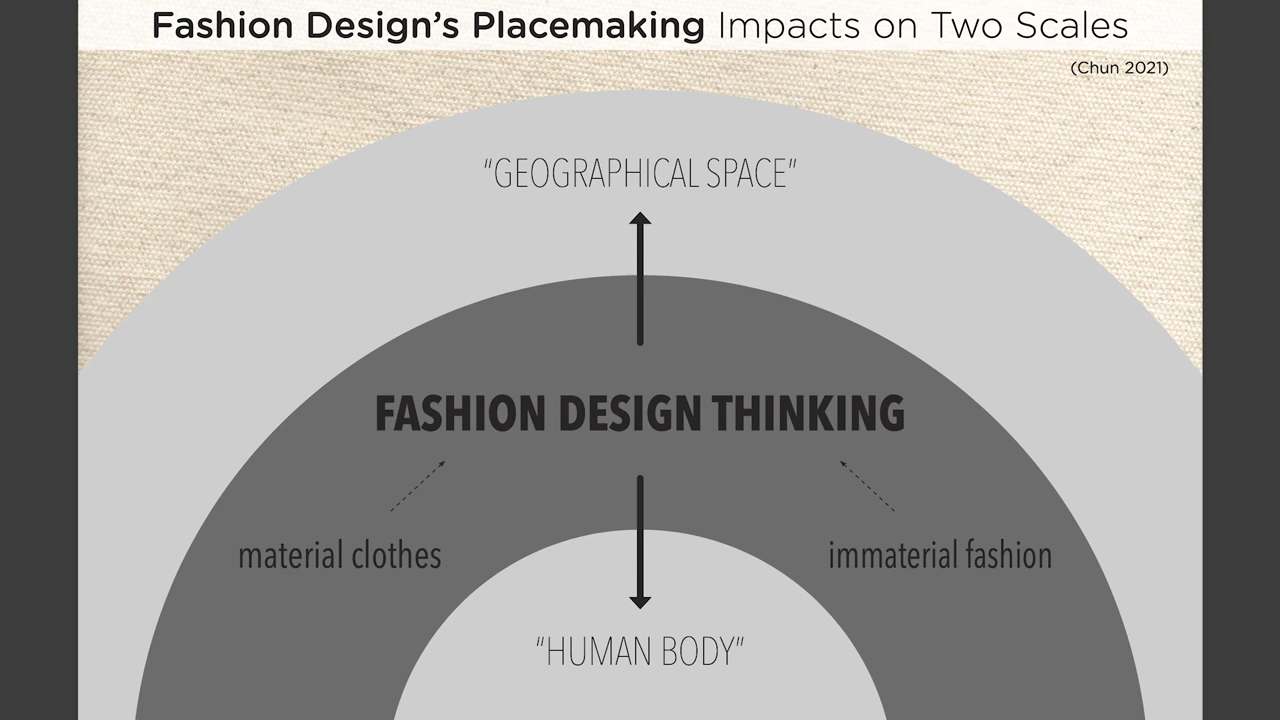 Fashion Design’s Placemaking Impacts on Two Scales
(Chun 2021)
“GEOGRAPHICAL SPACE”
FASHION DESIGN THINKING
material clothes
immaterial fashion
“HUMAN BODY”